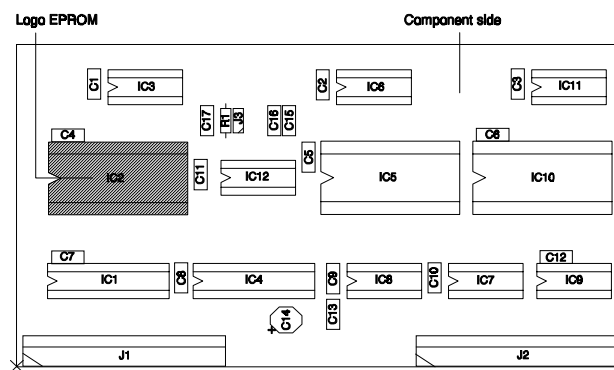 Logo EPROM Component side
C1 IC3 C2 IC6 C3 IC11
C17 R1 J3 C16 C15
C4 C6
IC2 C11 IC12 C5 IC5 IC10
C7 C12
IC1 C8 IC4 C9 IC8 C10 IC7 IC9
+ C14 C13
J1 J2